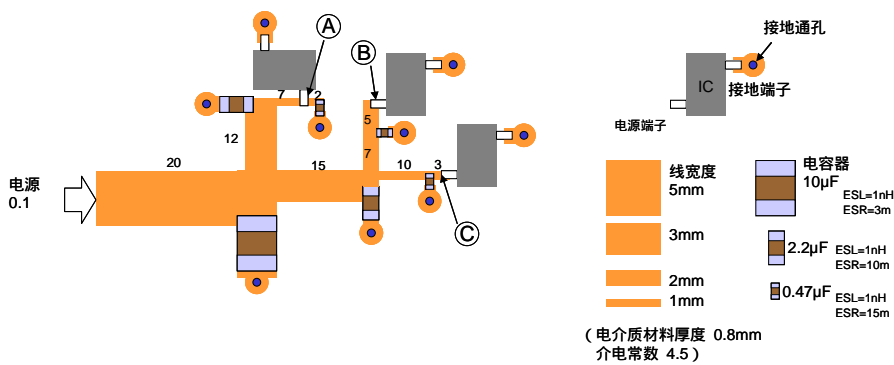 A
B
C
7
2
12
20
15
5
7
10
3
电源
0.1
接地通孔
IC
接地端子
电源端子
线宽度
5mm
3mm
2mm
1mm
电容器
10μF
ESL=1nH
ESR=3m
2.2μF
ESL=1nH
ESR=10m
0.47μF
ESL=1nH
ESR=15m
（电介质材料厚度 0.8mm
介电常数 4.5）